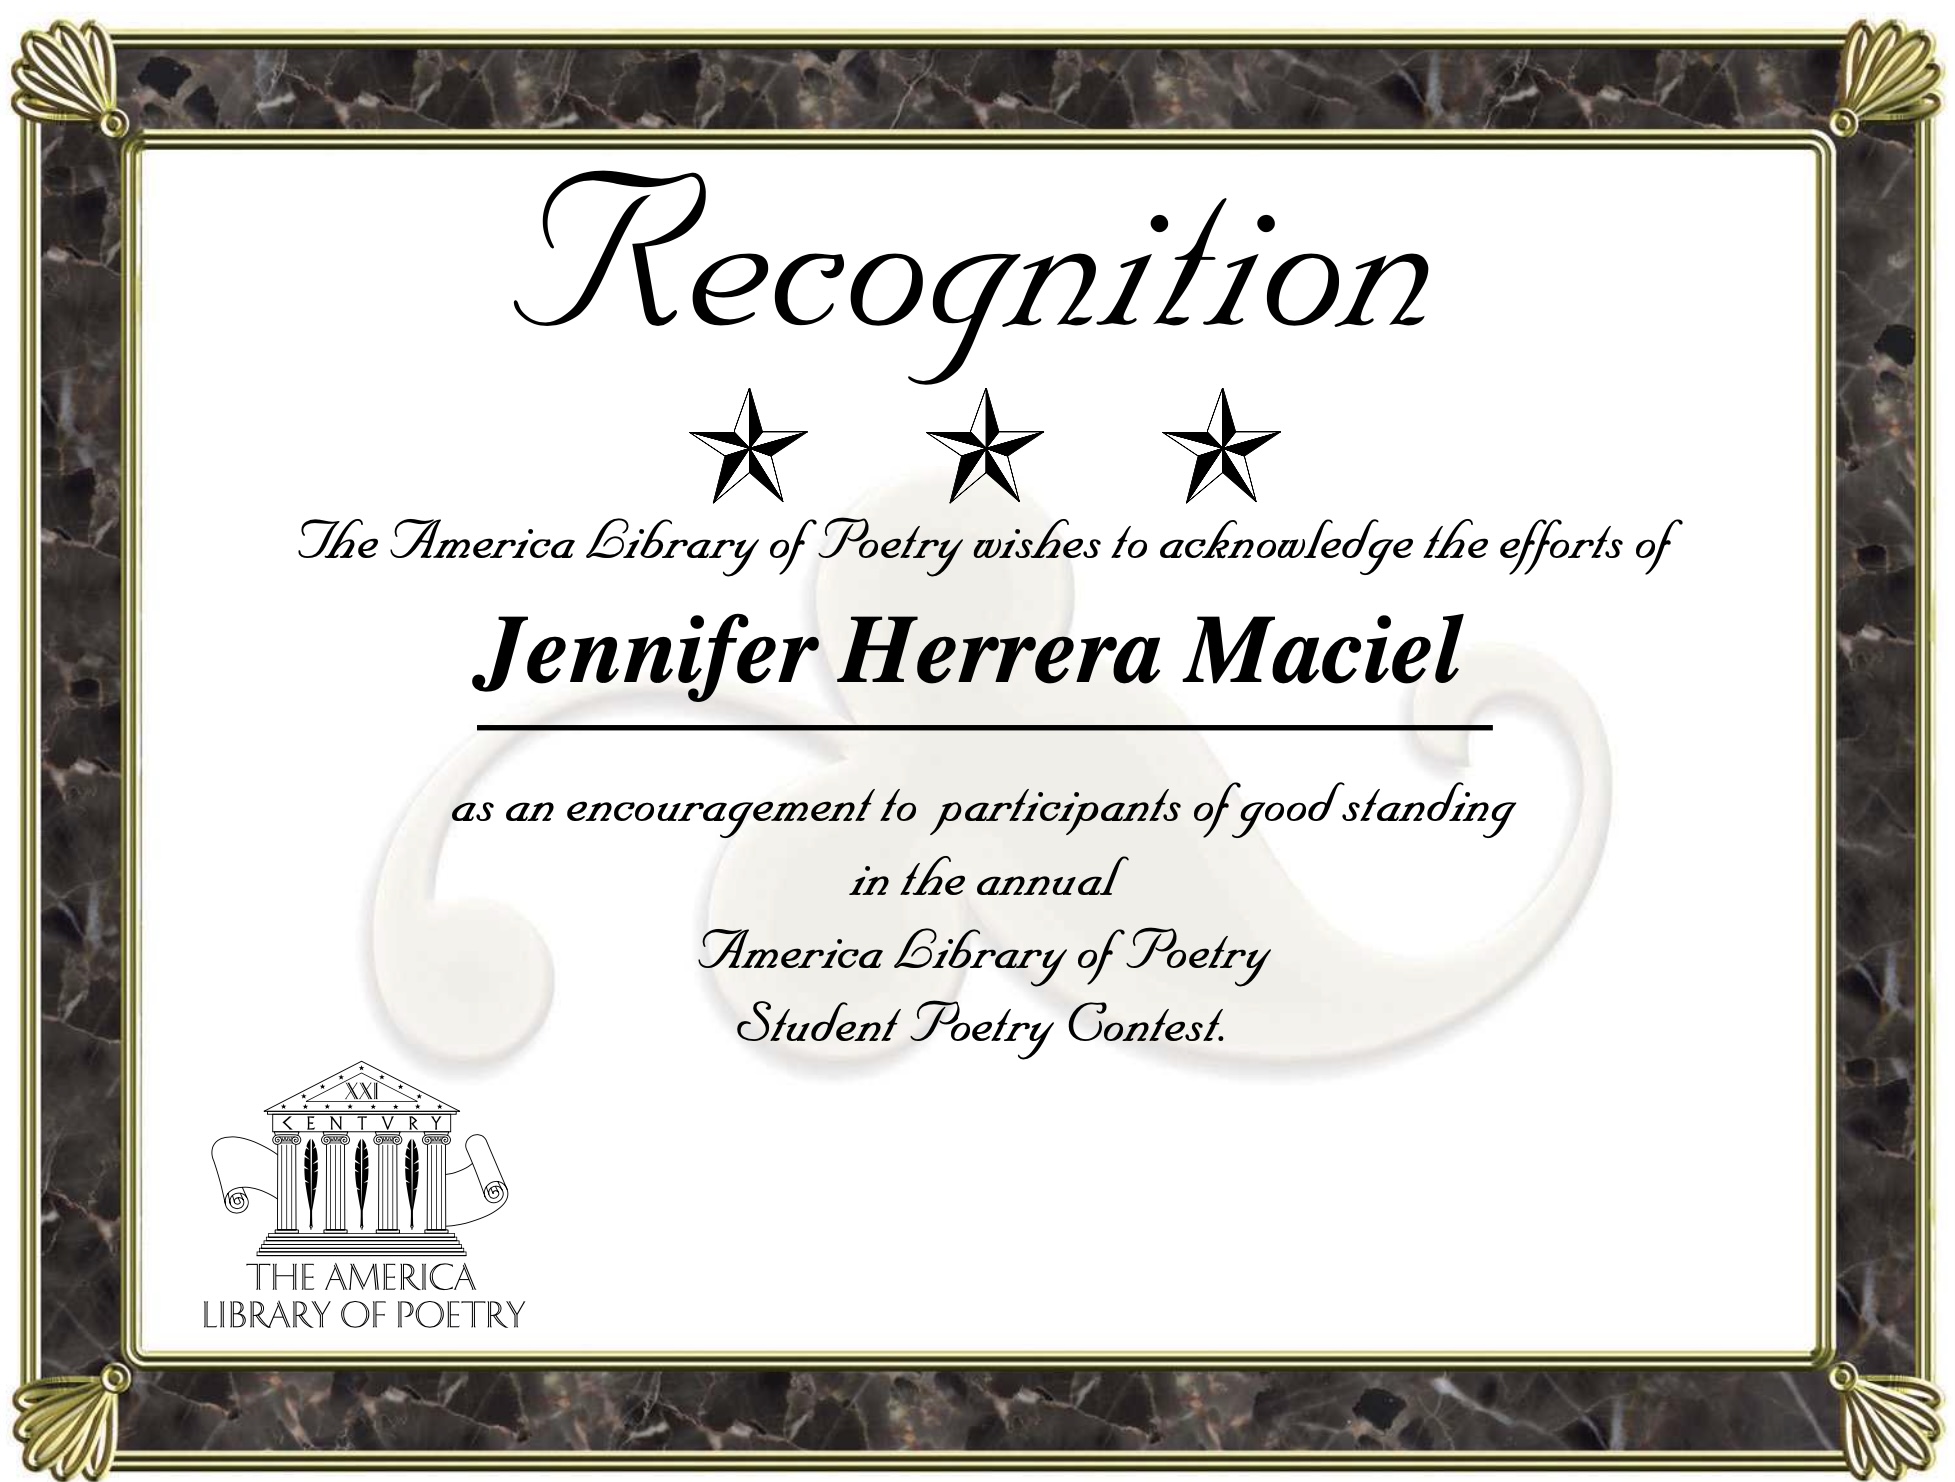 Recognition
The America Library of Poetry wishes to acknowledge the efforts of
Jennifer Herrera Maciel
as an encouragement to participants of good standing
in the annual
America Library of Poetry
Student Poetry Contest.
XXI
CENTVRY
THE AMERICA
LIBRARY OF POETRY